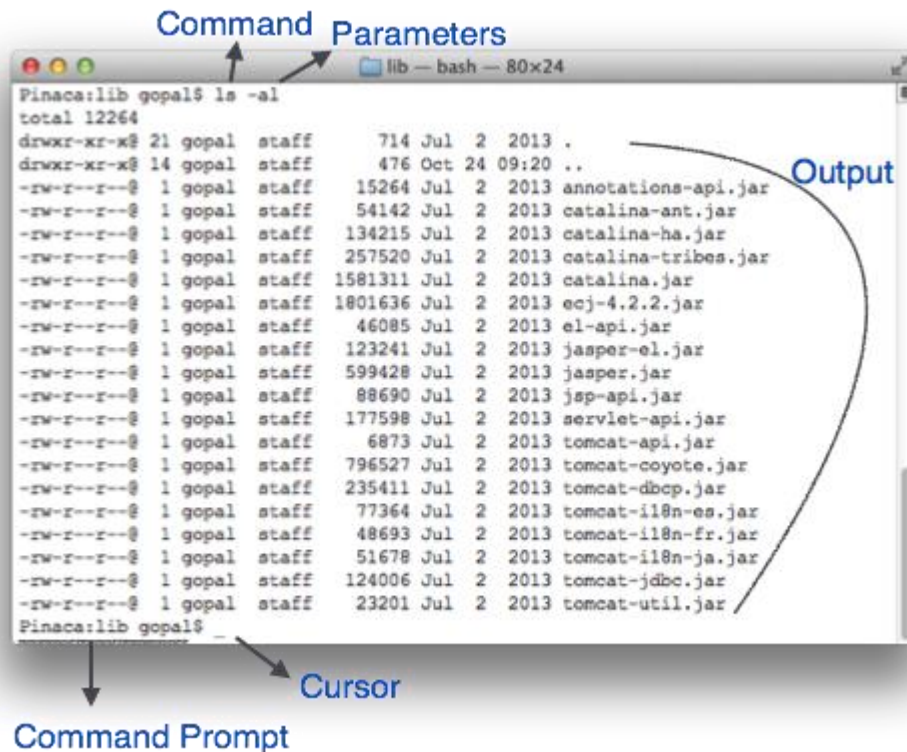 Command Parameters
lib — bash — 80×24
Pinaca:lib gopal$ ls -al
total 12264
drwxr-xr-x@ 21 gopal staff 714 Jul 2 2013 .
drwxr-xr-x@ 14 gopal staff 476 Oct 24 09:20 ..
Output
-rw-r--r--@ 1 gopal staff 15264 Jul 2 2013 annotations-api.jar
-rw-r--r--@ 1 gopal staff 54142 Jul 2 2013 catalina-ant.jar
-rw-r--r--@ 1 gopal staff 134215 Jul 2 2013 catalina-ha.jar
-rw-r--r--@ 1 gopal staff 257520 Jul 2 2013 catalina-tribes.jar
-rw-r--r--@ 1 gopal staff 1581311 Jul 2 2013 catalina.jar
-rw-r--r--@ 1 gopal staff 1801636 Jul 2 2013 ecj-4.2.2.jar
-rw-r--r--@ 1 gopal staff 46085 Jul 2 2013 el-api.jar
-rw-r--r--@ 1 gopal staff 123241 Jul 2 2013 jasper-el.jar
-rw-r--r--@ 1 gopal staff 599428 Jul 2 2013 jasper.jar
-rw-r--r--@ 1 gopal staff 88690 Jul 2 2013 jsp-api.jar
-rw-r--r--@ 1 gopal staff 177598 Jul 2 2013 servlet-api.jar
-rw-r--r--@ 1 gopal staff 6873 Jul 2 2013 tomcat-api.jar
-rw-r--r--@ 1 gopal staff 796527 Jul 2 2013 tomcat-coyote.jar
-rw-r--r--@ 1 gopal staff 235411 Jul 2 2013 tomcat-dbcp.jar
-rw-r--r--@ 1 gopal staff 77364 Jul 2 2013 tomcat-i18n-es.jar
-rw-r--r--@ 1 gopal staff 48693 Jul 2 2013 tomcat-i18n-fr.jar
-rw-r--r--@ 1 gopal staff 51678 Jul 2 2013 tomcat-i18n-ja.jar
-rw-r--r--@ 1 gopal staff 124006 Jul 2 2013 tomcat-jdbc.jar
-rw-r--r--@ 1 gopal staff 23201 Jul 2 2013 tomcat-util.jar
Pinaca:lib gopal$ _
Cursor
Command Prompt